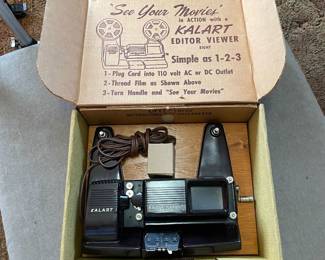 "See Your Movies"
in ACTION with a
KALART
EDITOR VIEWER
EIGHT
Simple as 1-2-3
1-Plug Cord into 110 volt AC or DC Outlet
2-Thread Film as Shown Above
3-Turn Handle and "See Your Movies"
KALART